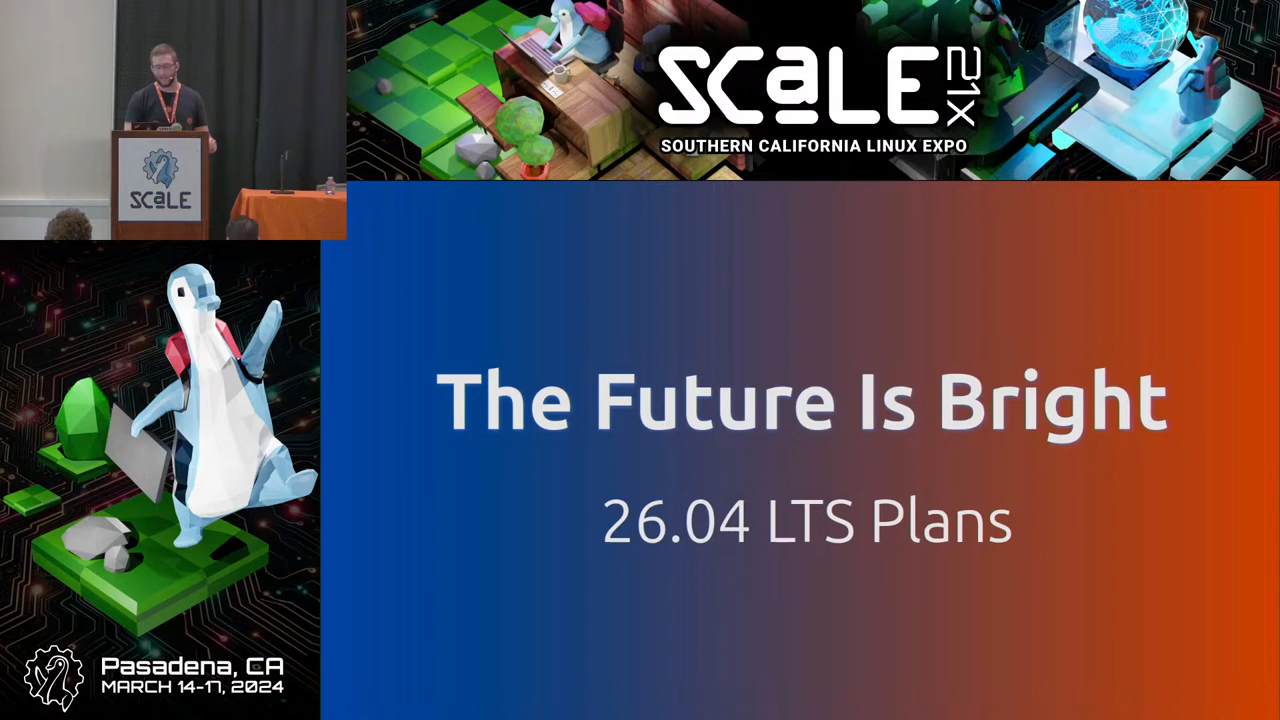 SCaLE 21X
SOUTHERN CALIFORNIA LINUX EXPO
SCaLE
The Future Is Bright
26.04 LTS Plans
Pasadena, CA
MARCH 14-17, 2024